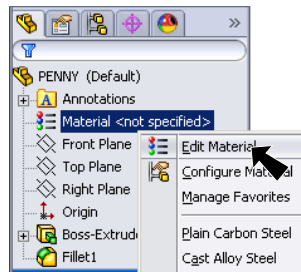 »
PENNY (Default)
Annotations
Material <not specified>
Front Plane
Edit Material
Top Plane
Configure Material
Right Plane
Manage Favorites
Origin
Boss-Extrud
Plain Carbon Steel
Fillet1
Cast Alloy Steel